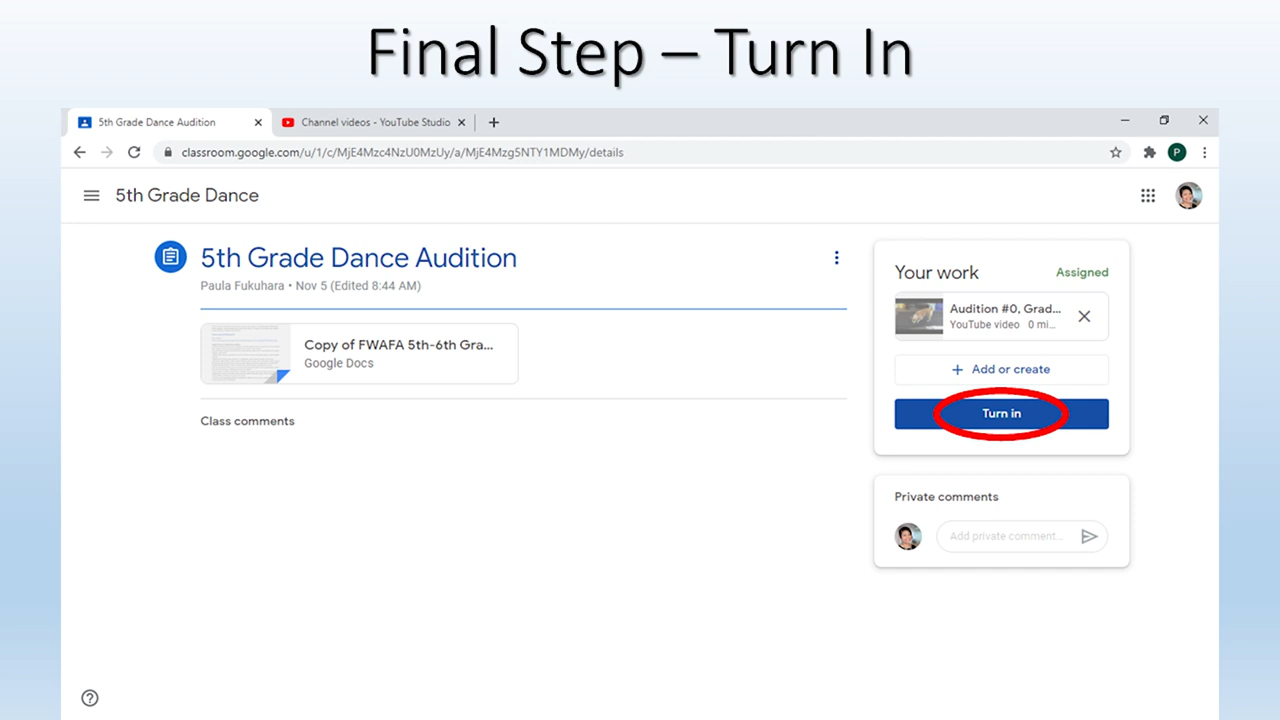 Final Step – Turn In
5th Grade Dance Audition
Channel videos - YouTube Studio
classroom.google.com/u/1/c/MjE4Mzc4NzU0MzUy/a/MjE4Mzg5NTY1MDMy/details
P
5th Grade Dance
5th Grade Dance Audition
Paula Fukuhara • Nov 5 (Edited 8:44 AM)
Copy of FWAFA 5th-6th Gra...
Google Docs
Class comments
Your work Assigned
Audition #0, Grad...
YouTube video 0 mi...
+ Add or create
Turn in
Private comments
Add private comment...